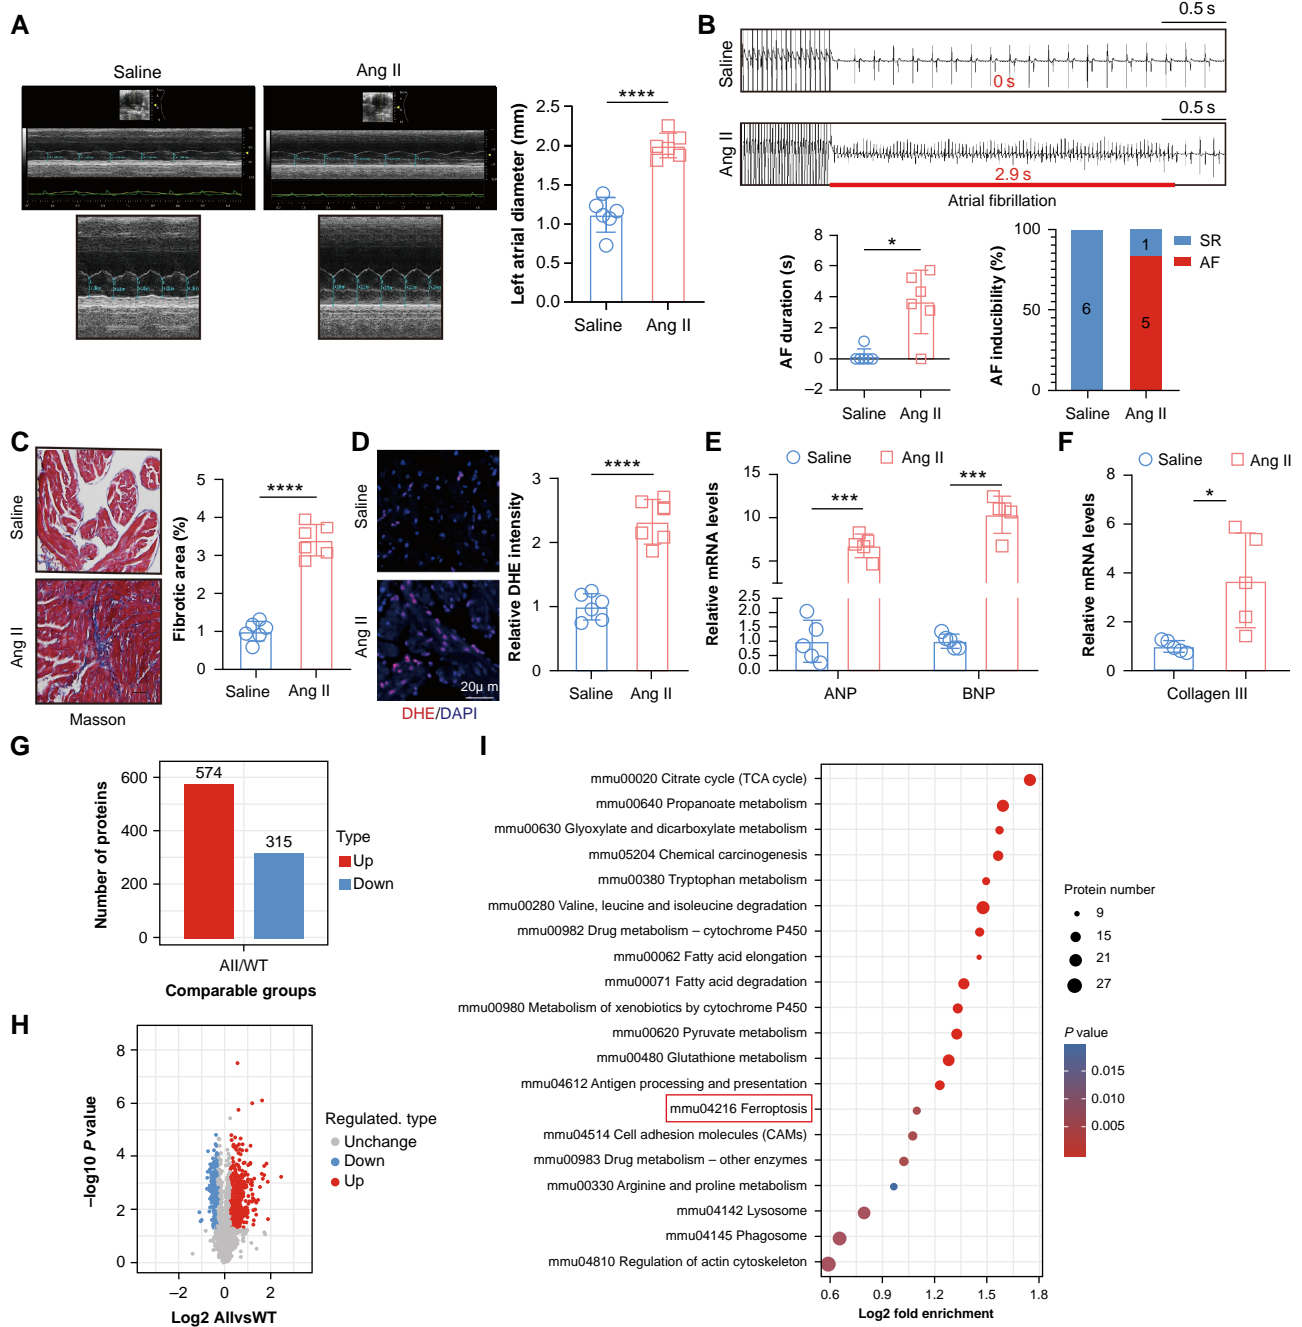 A
Saline
Ang II
Left atrial diameter (mm)
2.5
2.0
1.5
1.0
0.5
0.0
****
Saline
Ang II
B
0.5 s
Saline
0 s
0.5 s
Ang II
2.9 s
Atrial fibrillation
AF duration (s)
8
6
4
2
0
–2
*
Saline
Ang II
AF inducibility (%)
100
50
0
6
1
5
SR
AF
Saline
Ang II
C
Saline
Ang II
Masson
Fibrotic area (%)
5
4
3
2
1
0
****
Saline
Ang II
D
Saline
Ang II
20μ m
DHE/DAPI
Relative DHE intensity
3
2
1
0
****
Saline
Ang II
E
Saline
Ang II
Relative mRNA levels
15
10
5
2.5
2.0
1.5
1.0
0.5
0.0
***
***
ANP
BNP
F
Saline
Ang II
Relative mRNA levels
8
6
4
2
0
*
Collagen III
G
Number of proteins
600
400
200
0
574
315
Type
Up
Down
AII/WT
Comparable groups
H
–log10 P value
8
6
4
2
0
–2
0
2
Log2 AIIvsWT
Regulated. type
Unchange
Down
Up
I
mmu00020 Citrate cycle (TCA cycle)
mmu00640 Propanoate metabolism
mmu00630 Glyoxylate and dicarboxylate metabolism
mmu05204 Chemical carcinogenesis
mmu00380 Tryptophan metabolism
mmu00280 Valine, leucine and isoleucine degradation
mmu00982 Drug metabolism – cytochrome P450
mmu00062 Fatty acid elongation
mmu00071 Fatty acid degradation
mmu00980 Metabolism of xenobiotics by cytochrome P450
mmu00620 Pyruvate metabolism
mmu00480 Glutathione metabolism
mmu04612 Antigen processing and presentation
mmu04216 Ferroptosis
mmu04514 Cell adhesion molecules (CAMs)
mmu00983 Drug metabolism – other enzymes
mmu00330 Arginine and proline metabolism
mmu04142 Lysosome
mmu04145 Phagosome
mmu04810 Regulation of actin cytoskeleton
0.6
0.9
1.2
1.5
1.8
Log2 fold enrichment
Protein number
9
15
21
27
P value
0.015
0.010
0.005